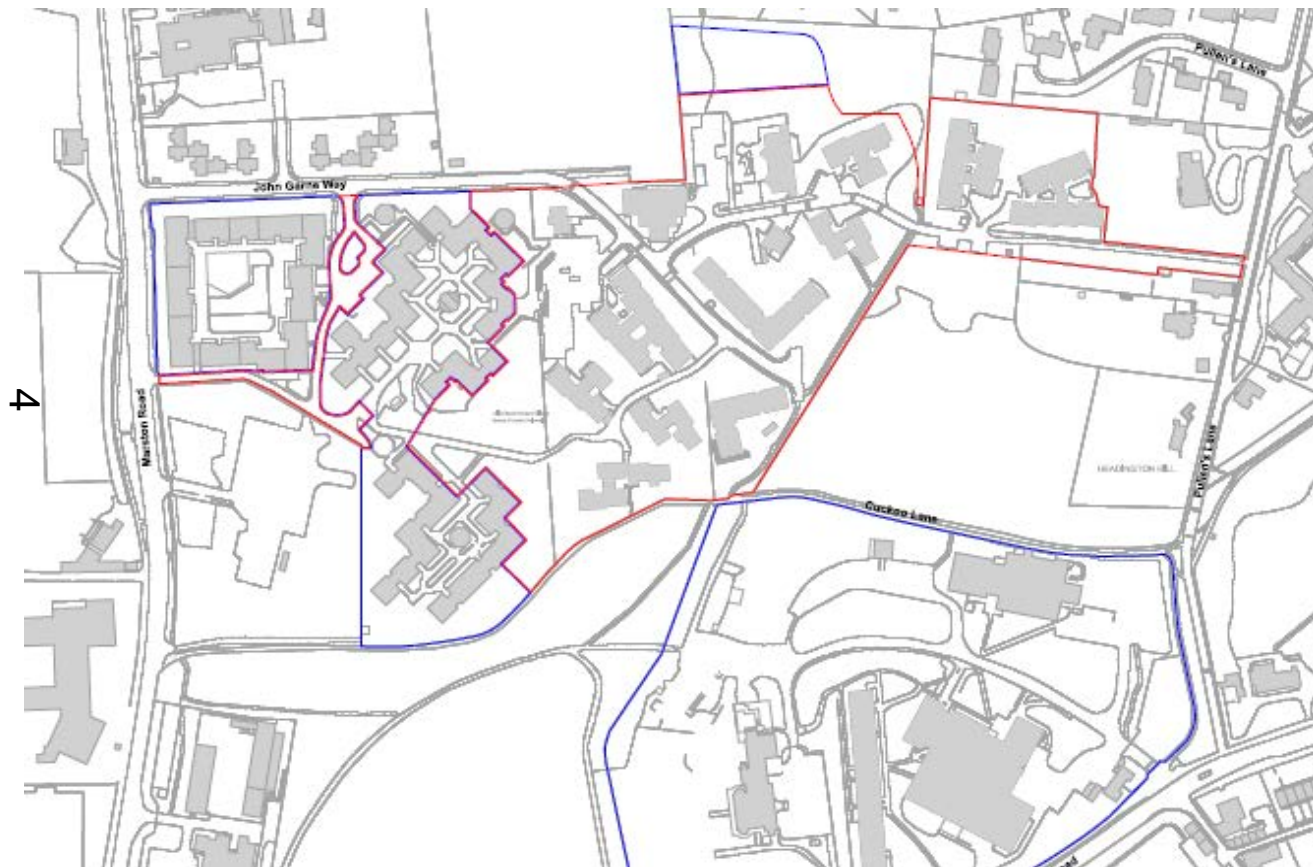 Pullen's Lane
John Garne Way
4
Marston Road
HEADINGTON HILL
Pullen's Lane
Cuckoo Lane